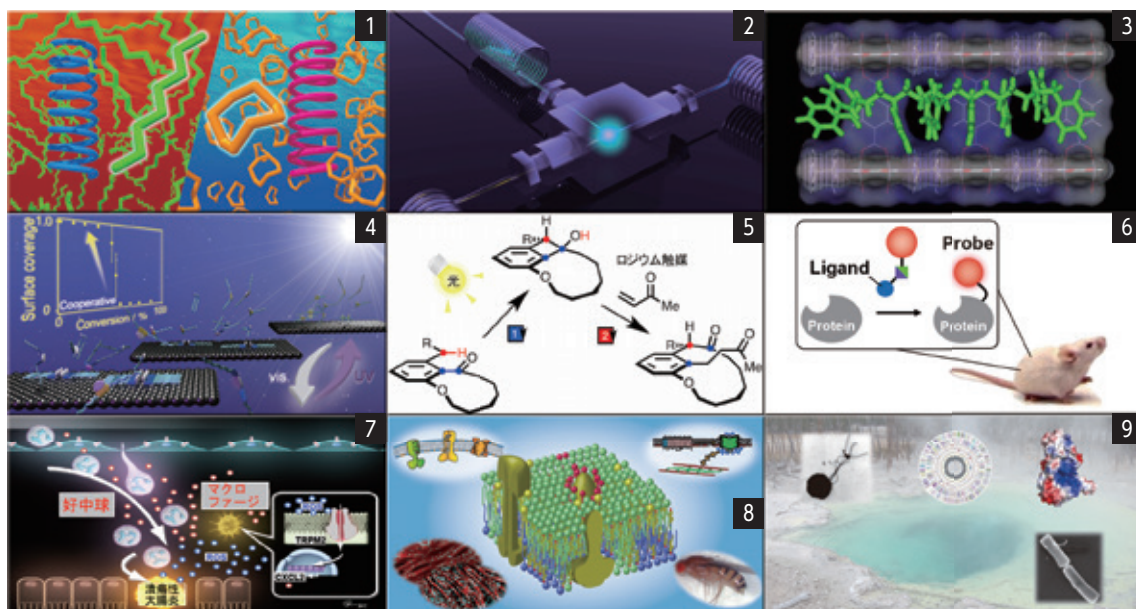 1
2
3
4
Surface coverage
1.0
Cooperative
0
0
100
Conversion / %
vis.
UV
5
H
R
OH
O
光
ロジウム触媒
O
Me
1
2
R
H
O
O
H
R
O
O
Me
O
6
Ligand
Probe
Protein
Protein
7
好中球
マクロ
ファージ
TRPM2
CXCL2
潰瘍性
大腸炎
8
9